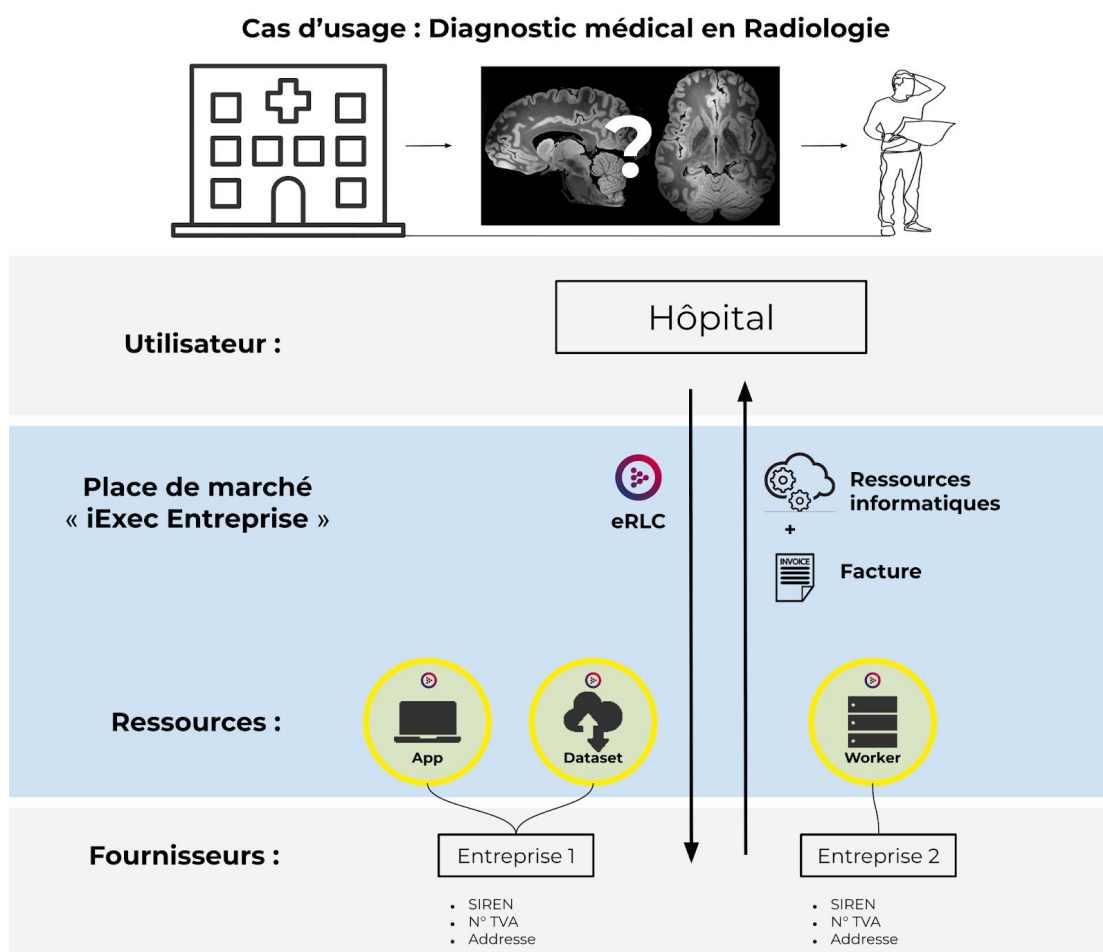 Cas d’usage : Diagnostic médical en Radiologie
?
Utilisateur :
Hôpital
Place de marché
« iExec Entreprise »
eRLC
Ressources
informatiques
+
INVOICE
Facture
Ressources :
App
Dataset
Worker
Fournisseurs :
Entreprise 1
Entreprise 2
• SIREN
• N° TVA
• Addresse
• SIREN
• N° TVA
• Addresse